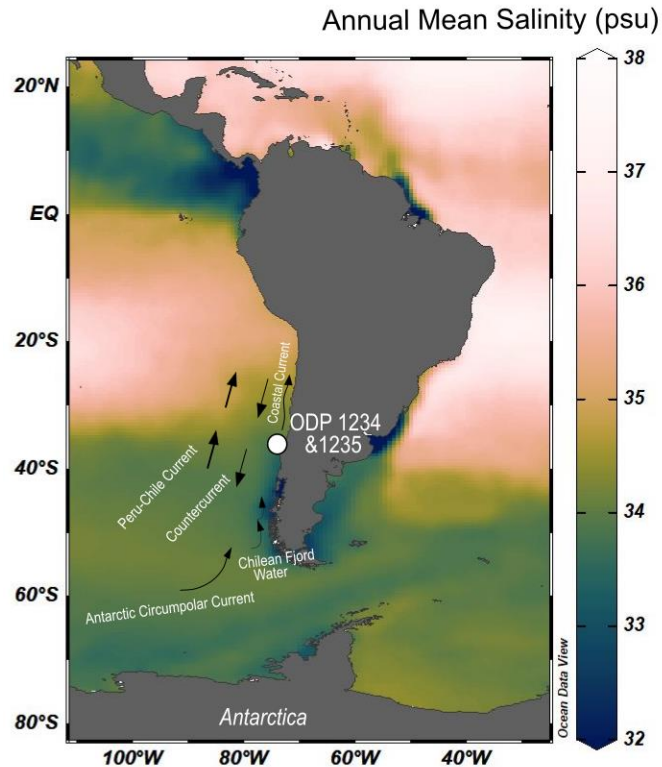 Annual Mean Salinity (psu)
20°N
EQ
20°S
40°S
60°S
80°S
100°W
80°W
60°W
40°W
Coastal Current
ODP 1234
&1235
Peru-Chile Current
Countercurrent
Chilean Fjord
Water
Antarctic Circumpolar Current
Antarctica
Ocean Data View
38
37
36
35
34
33
32